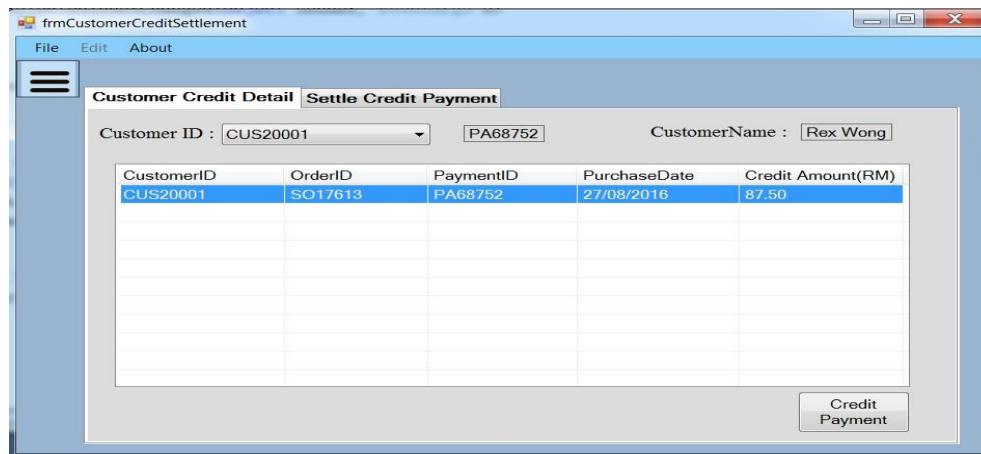 frmCustomerCreditSettlement
File Edit About
Customer Credit Detail Settle Credit Payment
Customer ID : CUS20001 PA68752 CustomerName : Rex Wong
CustomerID OrderID PaymentID PurchaseDate Credit Amount(RM)
CUS20001 SO17613 PA68752 27/08/2016 87.50
Credit
Payment